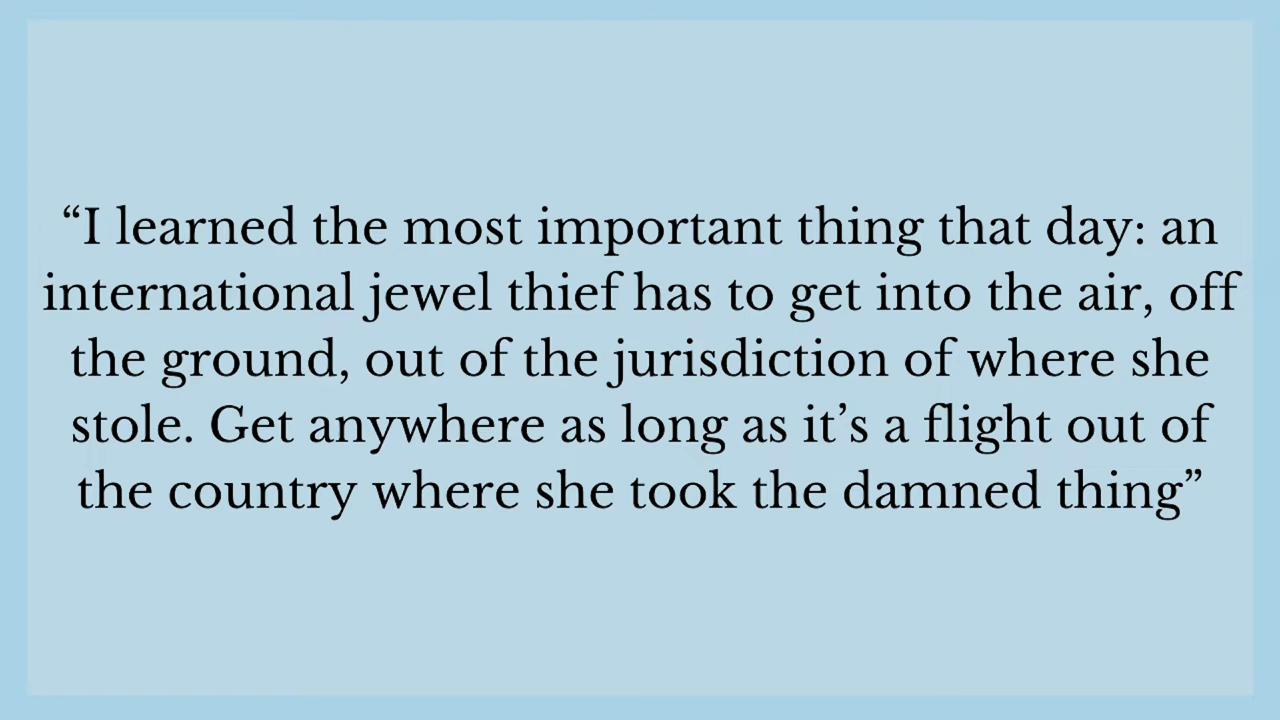 “I learned the most important thing that day: an
international jewel thief has to get into the air, off
the ground, out of the jurisdiction of where she
stole. Get anywhere as long as it’s a flight out of
the country where she took the damned thing”